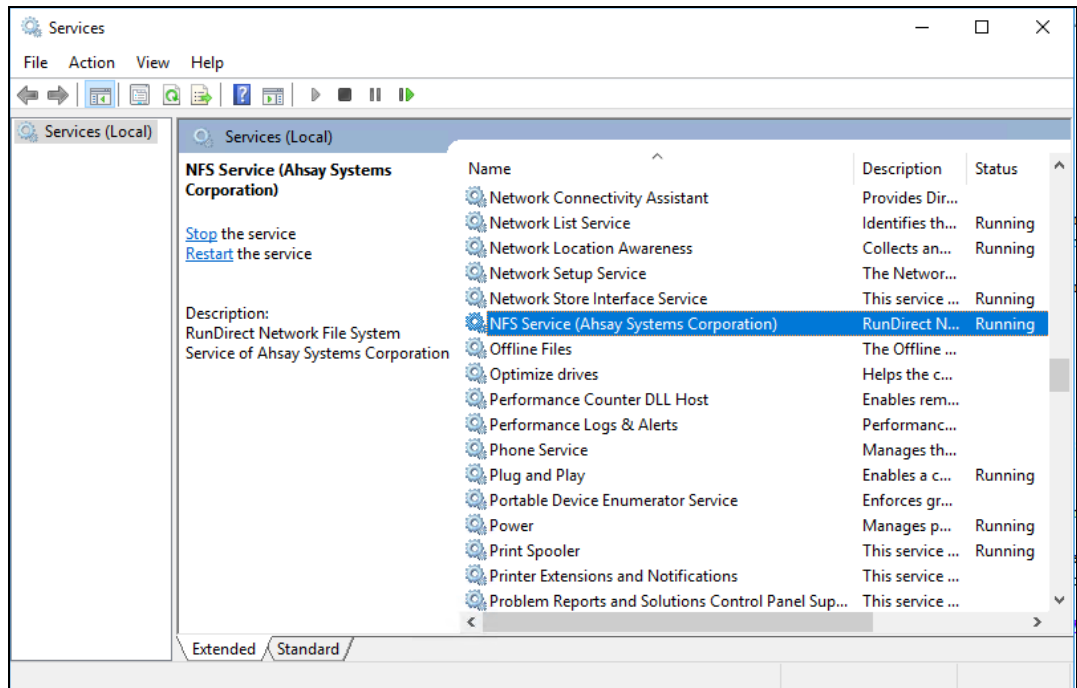 Services
File Action View Help
Services (Local)
Services (Local)
NFS Service (Ahsay Systems
Corporation)
Stop the service
Restart the service
Description:
RunDirect Network File System
Service of Ahsay Systems Corporation
Name Description Status
Network Connectivity Assistant Provides Dir...
Network List Service Identifies th... Running
Network Location Awareness Collects an... Running
Network Setup Service The Networ...
Network Store Interface Service This service ... Running
NFS Service (Ahsay Systems Corporation) RunDirect N... Running
Offline Files The Offline ...
Optimize drives Helps the c...
Performance Counter DLL Host Enables rem...
Performance Logs & Alerts Performanc...
Phone Service Manages th...
Plug and Play Enables a c... Running
Portable Device Enumerator Service Enforces gr...
Power Manages p... Running
Print Spooler This service ... Running
Printer Extensions and Notifications This service ...
Problem Reports and Solutions Control Panel Sup... This service ...
Extended Standard